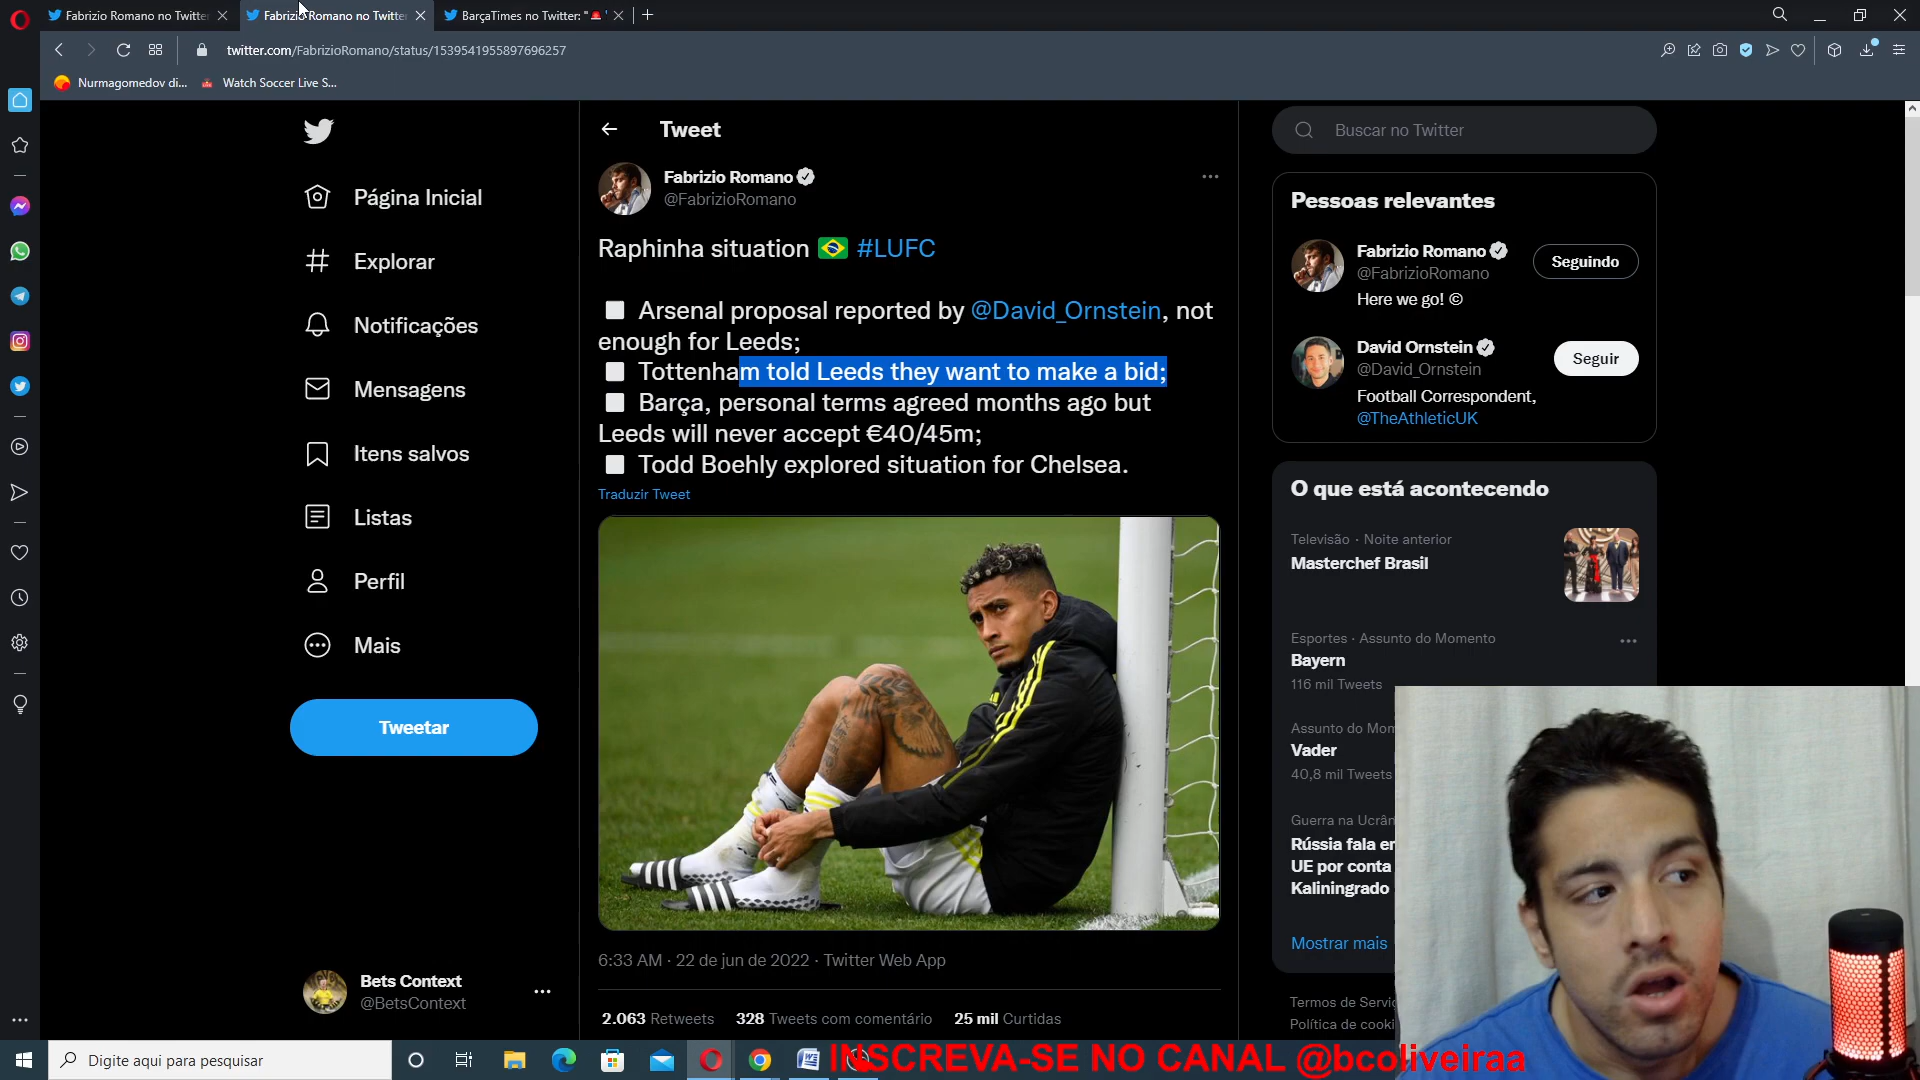 Fabrizio Romano no Twitte
Fabrizio Romano no Twitte
BarçaTimes no Twitter: "🚨 '
twitter.com/FabrizioRomano/status/1539541955897696257
Nurmagomedov di...
Watch Soccer Live S...
Página Inicial
Explorar
Notificações
Mensagens
Itens salvos
Listas
Perfil
Mais
Tweetar
Bets Context
@BetsContext
Tweet
Fabrizio Romano
@FabrizioRomano
Raphinha situation 🇧🇷 #LUFC
◻️ Arsenal proposal reported by @David_Ornstein, not
enough for Leeds;
◻️ Tottenham told Leeds they want to make a bid;
◻️ Barça, personal terms agreed months ago but
Leeds will never accept €40/45m;
◻️ Todd Boehly explored situation for Chelsea.
Traduzir Tweet
6:33 AM · 22 de jun de 2022 · Twitter Web App
2.063 Retweets 328 Tweets com comentário 25 mil Curtidas
Buscar no Twitter
Pessoas relevantes
Fabrizio Romano
@FabrizioRomano
Seguindo
Here we go! ©
David Ornstein
@David_Ornstein
Seguir
Football Correspondent,
@TheAthleticUK
O que está acontecendo
Televisão · Noite anterior
Masterchef Brasil
Esportes · Assunto do Momento
Bayern
116 mil Tweets
Assunto do Mom
Vader
40,8 mil Tweets
Guerra na Ucrân
Rússia fala e
UE por conta
Kaliningrado
Mostrar mais
Termos de Servi
Política de cooki
Digite aqui para pesquisar
INSCREVA-SE NO CANAL @bcoliveiraa